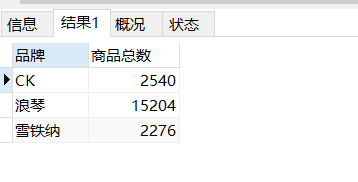 信息 结果1 概况 状态
品牌 商品总数
CK 2540
浪琴 15204
雪铁纳 2276